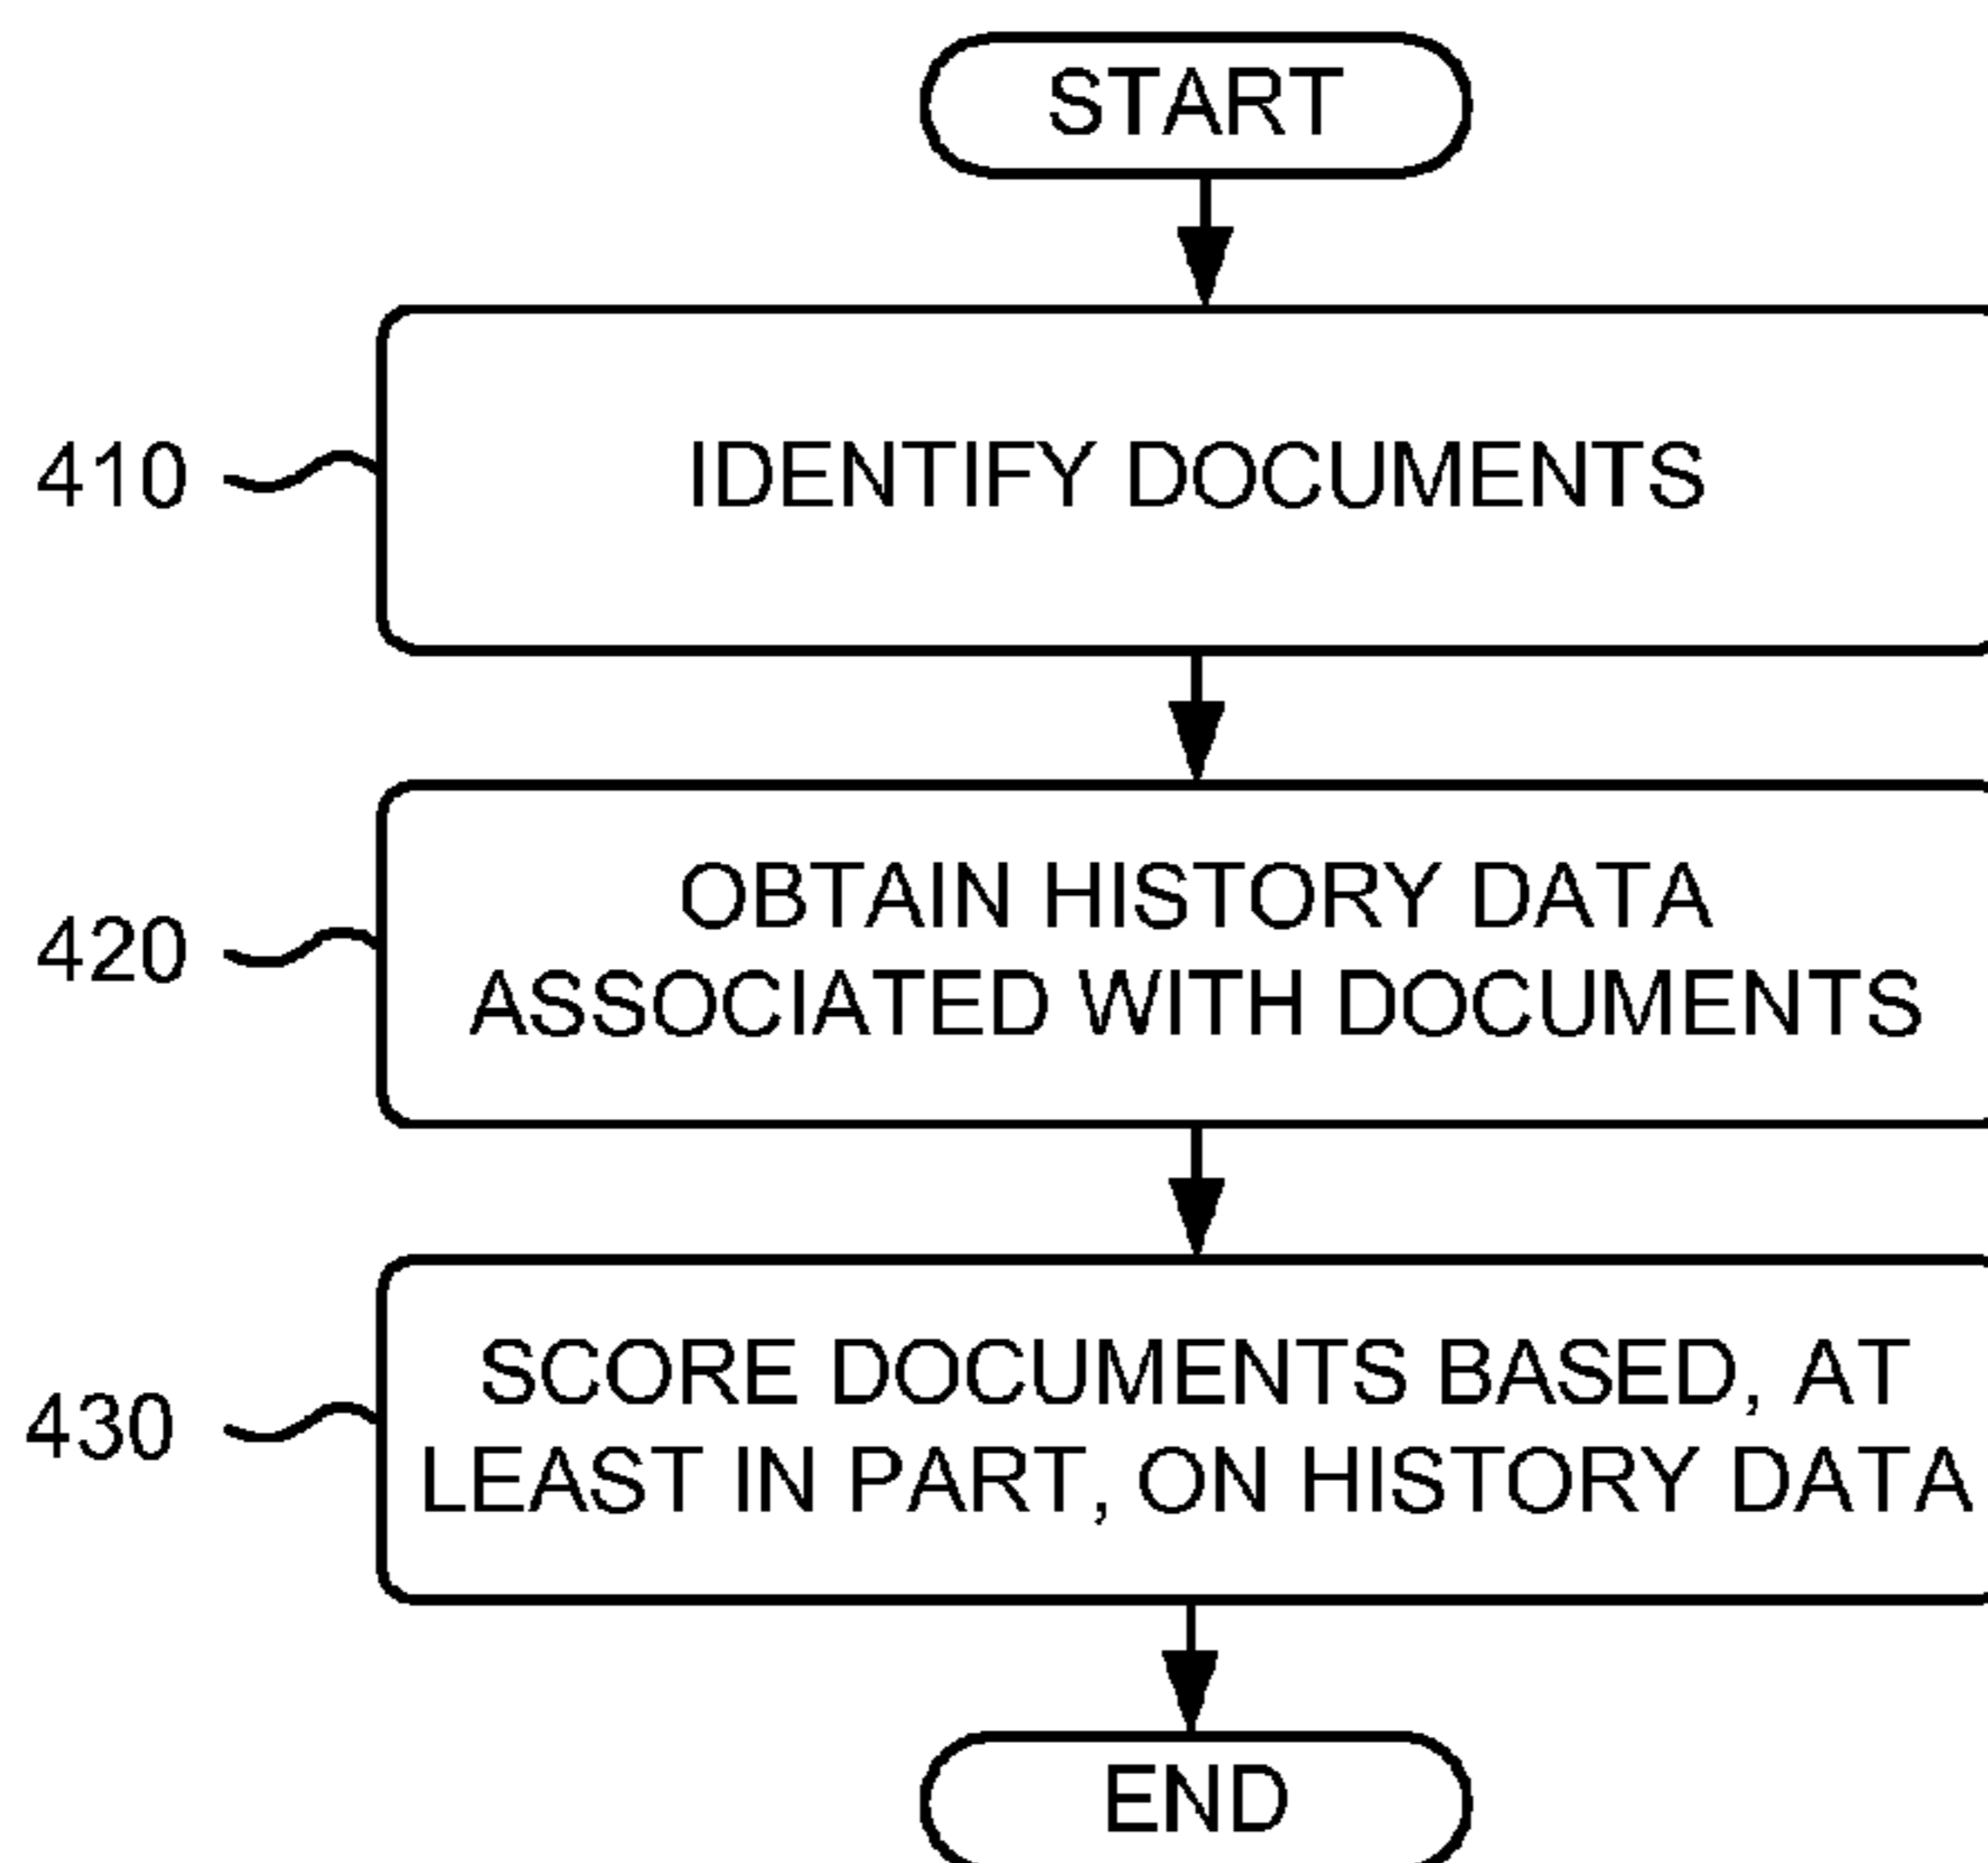 START
410
IDENTIFY DOCUMENTS
420
OBTAIN HISTORY DATA
ASSOCIATED WITH DOCUMENTS
430
SCORE DOCUMENTS BASED, AT
LEAST IN PART, ON HISTORY DATA
END